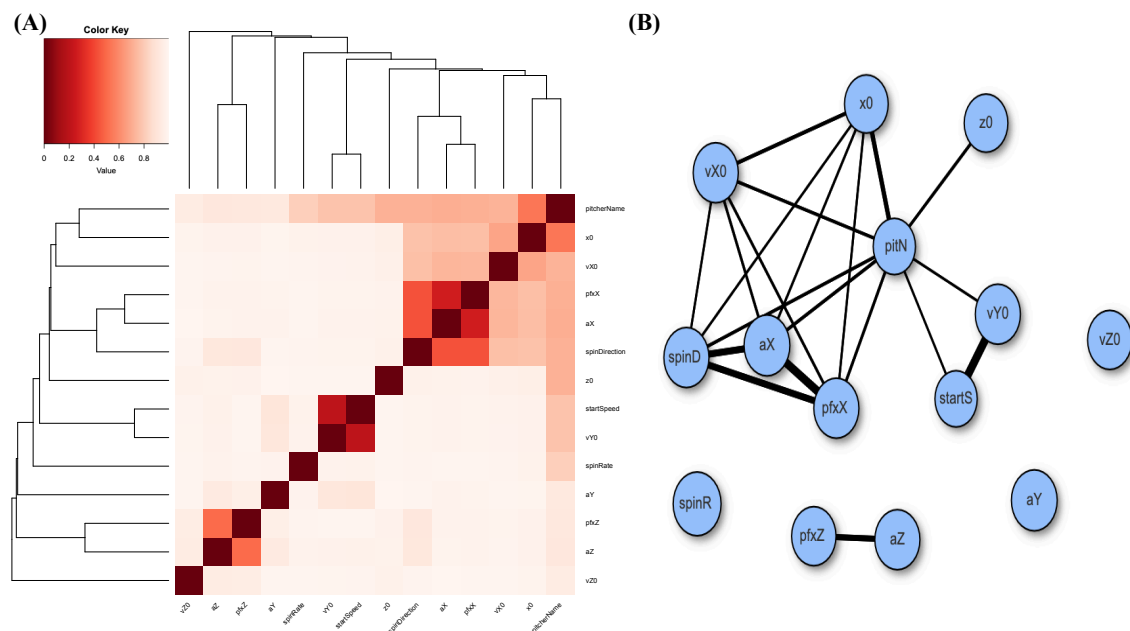 (A)
Color Key
0 0.2 0.4 0.6 0.8
Value
pitcherName
x0
vX0
pfxX
aX
spinDirection
z0
startSpeed
vY0
spinRate
aY
pfxZ
aZ
vZ0
vZ0 aZ pfxZ aY spinRate vY0 startSpeed z0 spinDirection aX pfxX vX0 x0 pitcherName
(B)
x0
z0
vX0
pitN
vY0
vZ0
aX
spinD
startS
pfxX
spinR
aY
pfxZ
aZ